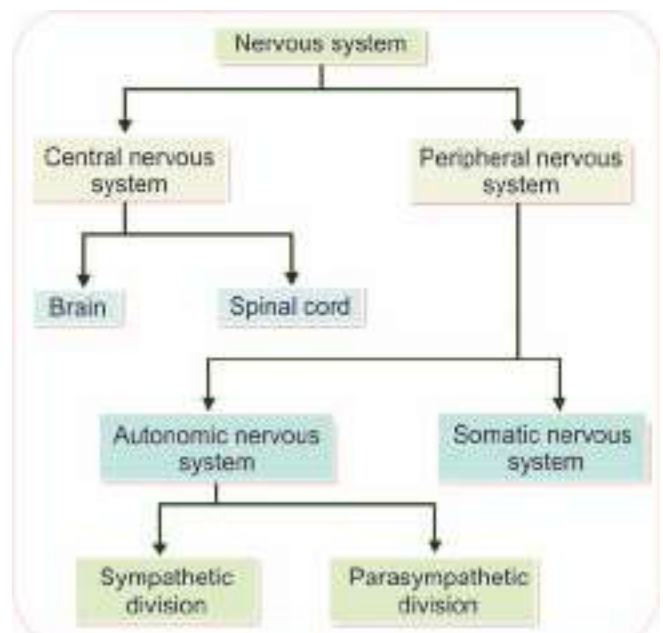 Nervous system
Central nervous
system
Peripheral nervous
system
Brain
Spinal cord
Autonomic nervous
system
Somatic nervous
system
Sympathetic
division
Parasympathetic
division